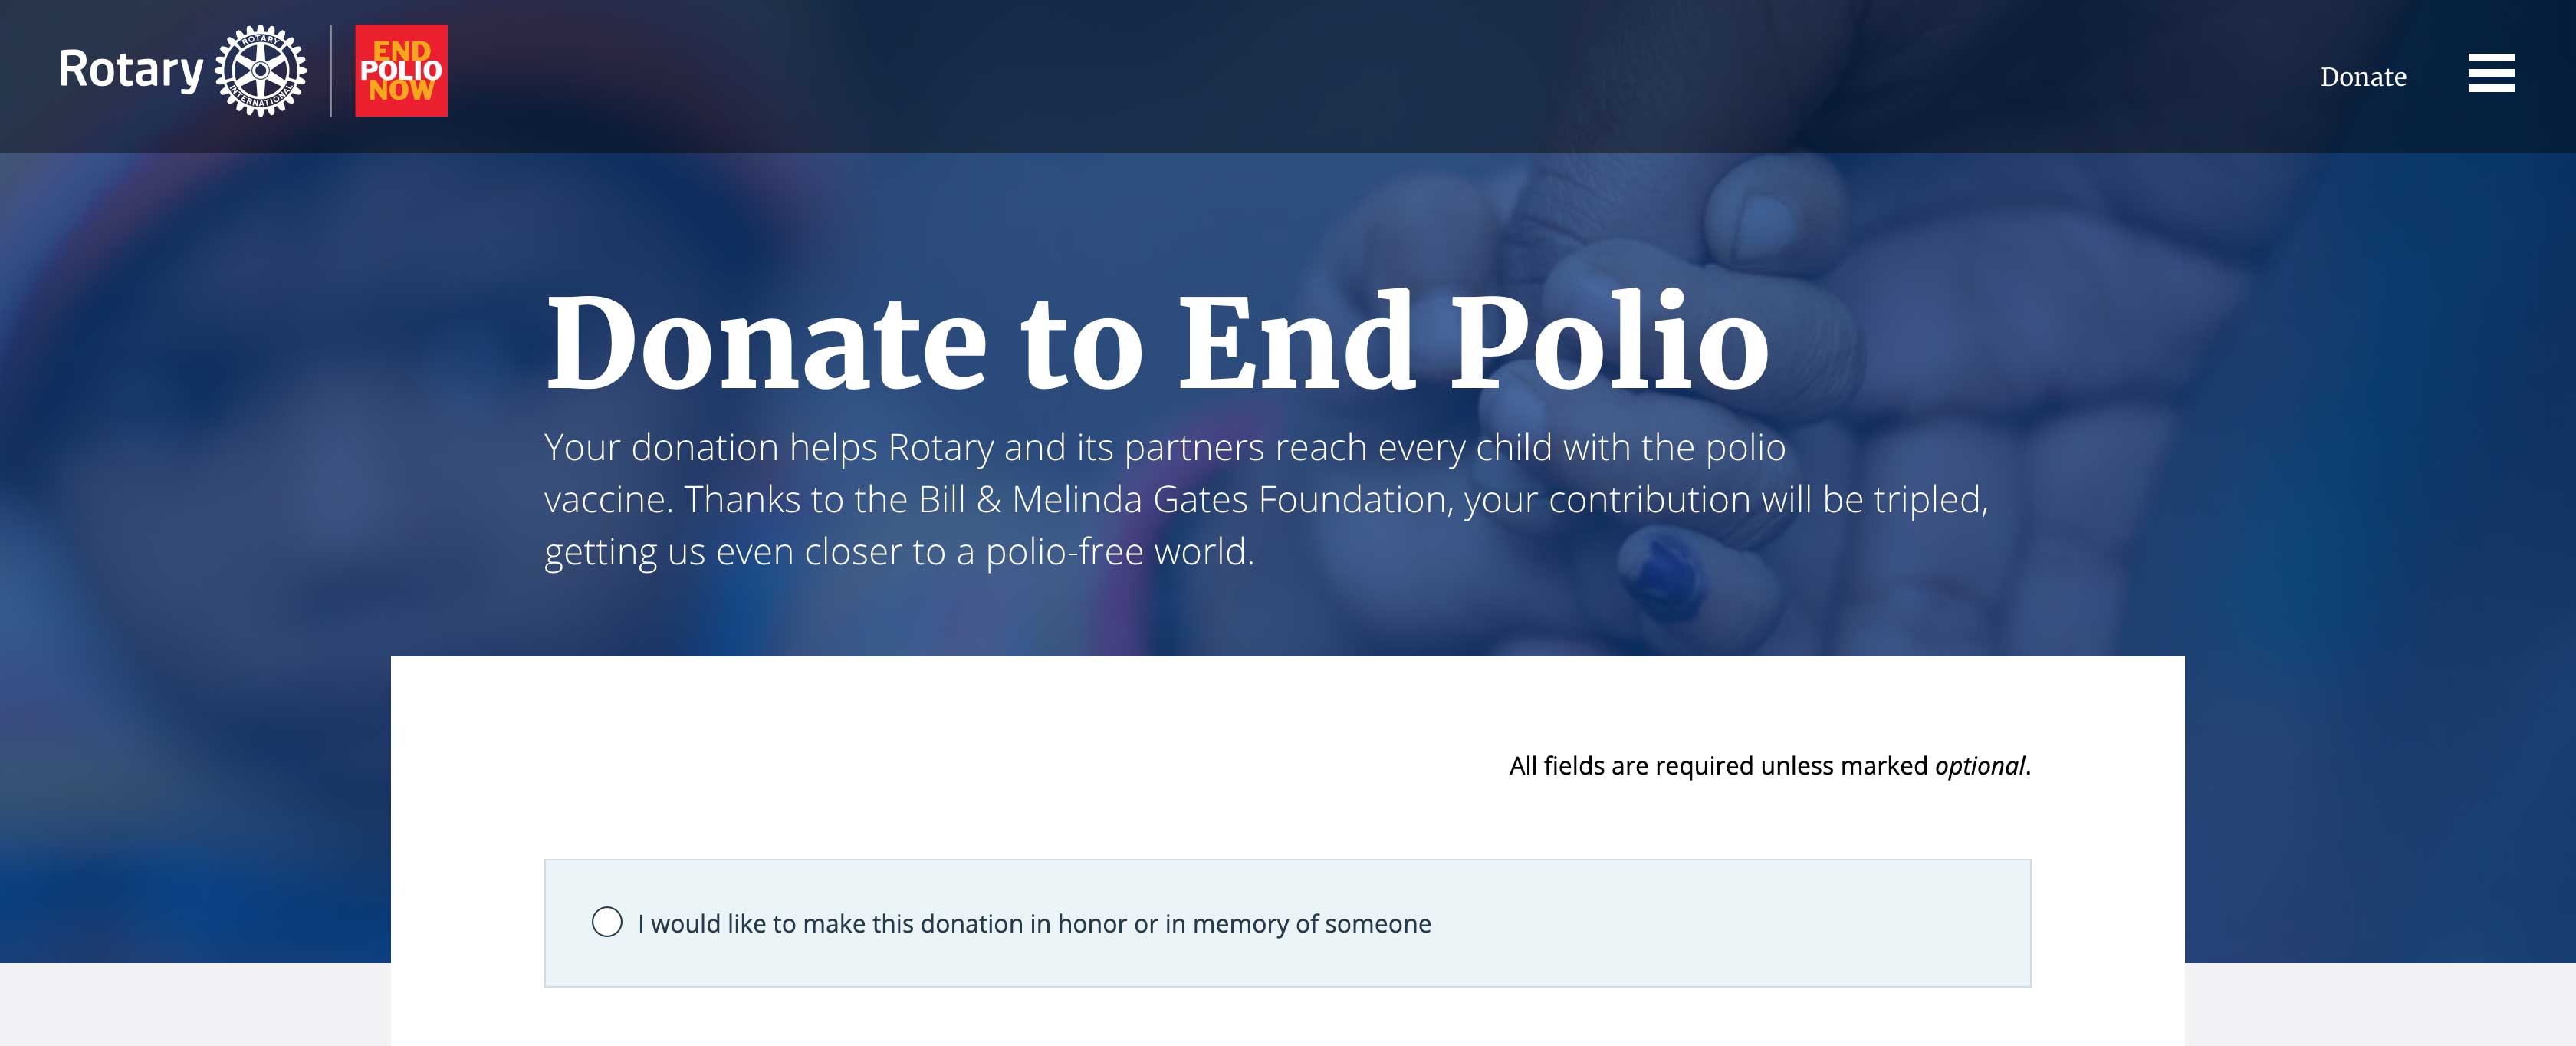 Rotary
ROTARY
INTERNATIONAL
END
POLIO
NOW
Donate
Donate to End Polio
Your donation helps Rotary and its partners reach every child with the polio
vaccine. Thanks to the Bill & Melinda Gates Foundation, your contribution will be tripled,
getting us even closer to a polio-free world.
All fields are required unless marked optional.
I would like to make this donation in honor or in memory of someone